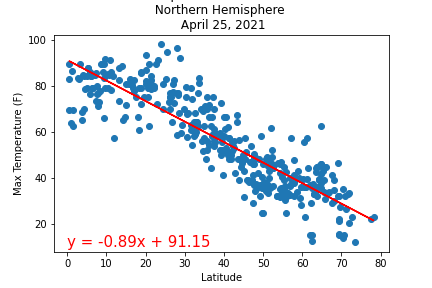 Northern Hemisphere
April 25, 2021
100
80
60
40
20
Max Temperature (F)
y = -0.89x + 91.15
0 10 20 30 40 50 60 70 80
Latitude